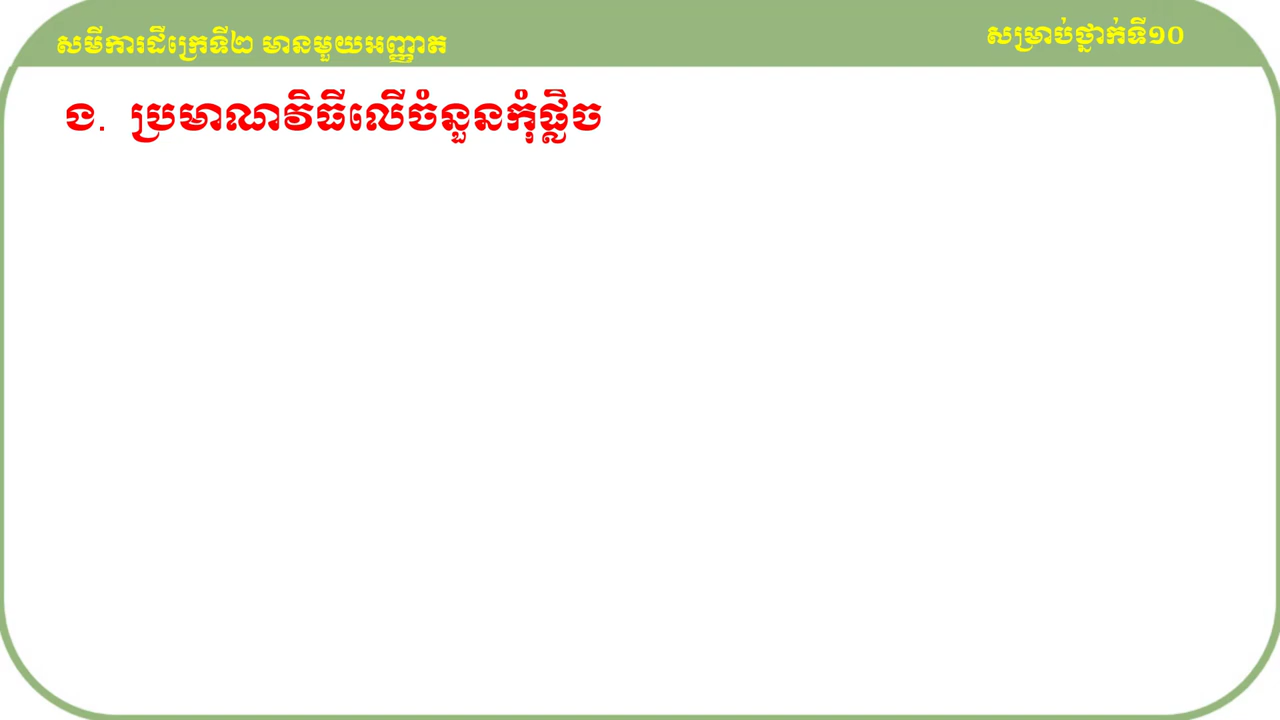 សមីការដឺក្រេទី២ មានមួយអញ្ញាត
សម្រាប់ថ្នាក់ទី១០
ង. ប្រមាណវិធីលើចំនួនកុំផ្លិច